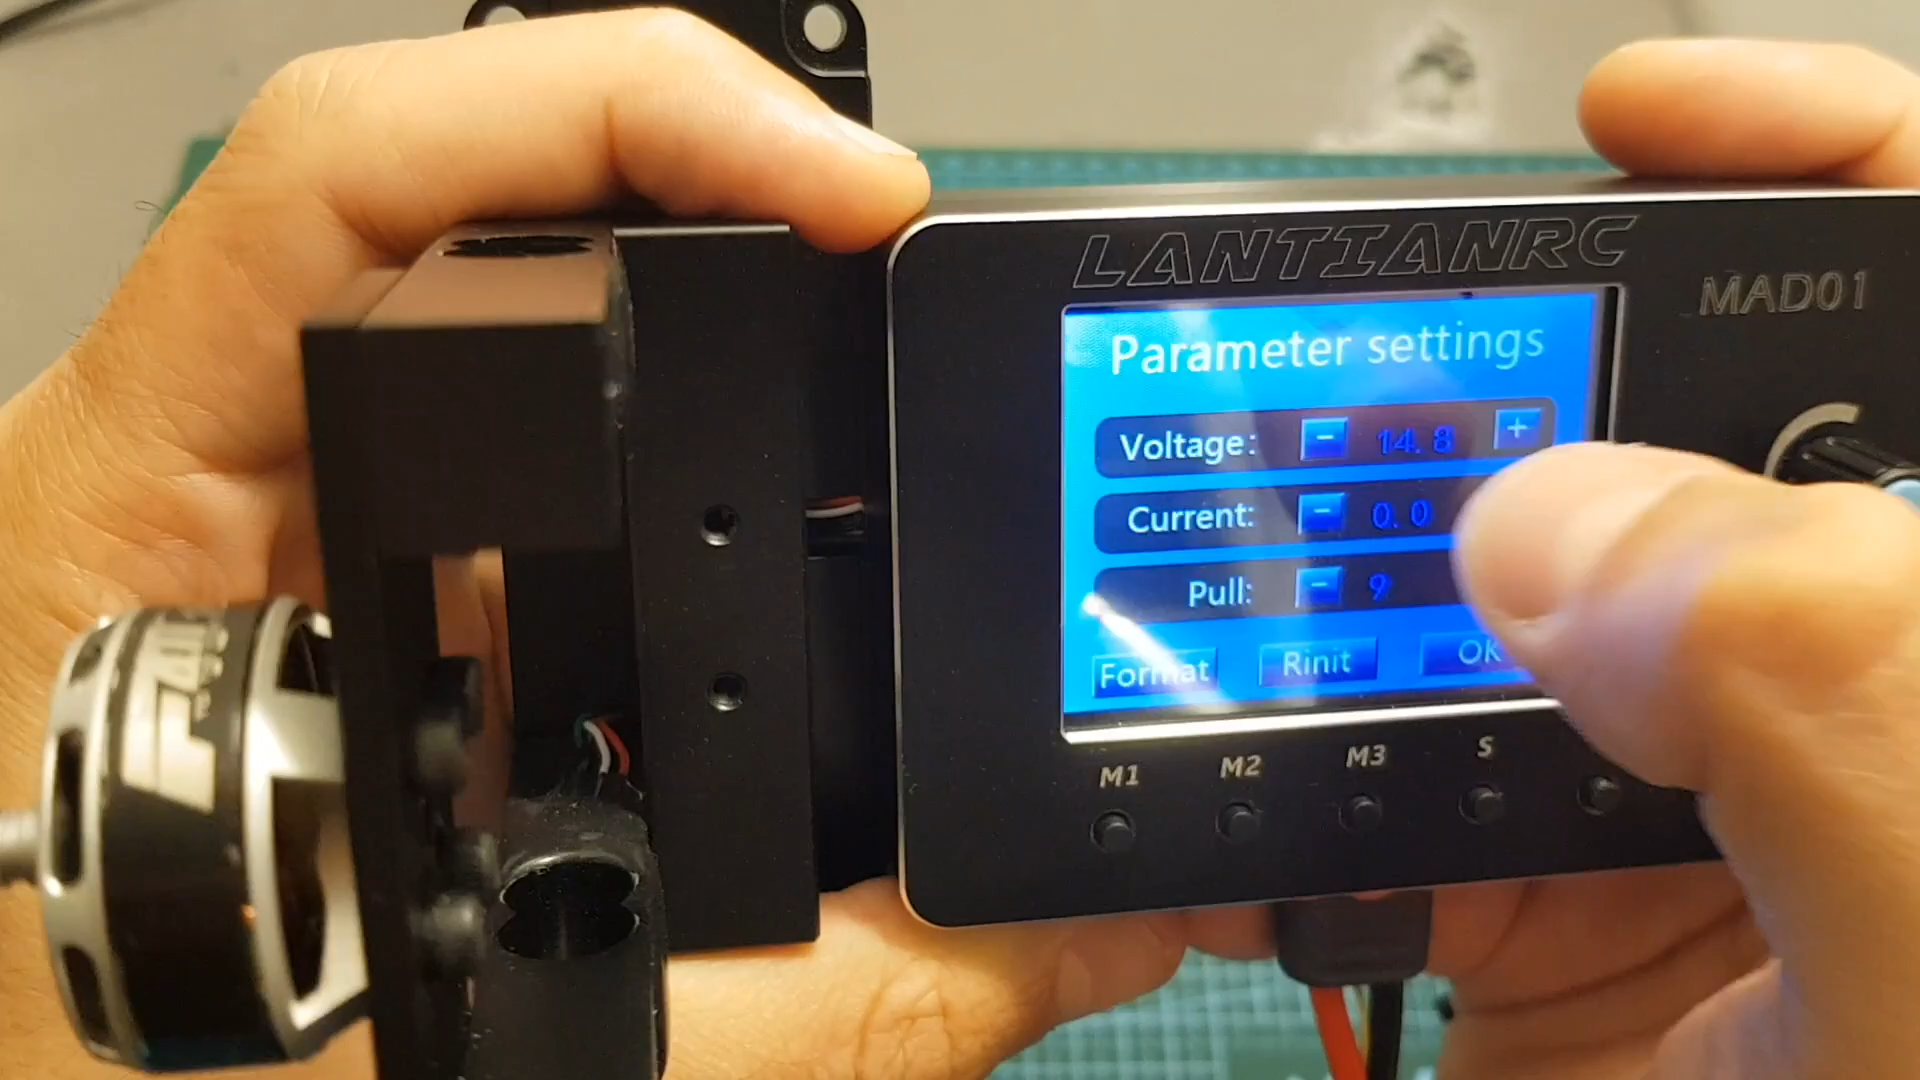 LANTIANRC
MAD01
Parameter settings
Voltage: - 14.8 +
Current: - 0.0
Pull: - 9
Format Rinit OK
M1 M2 M3 S